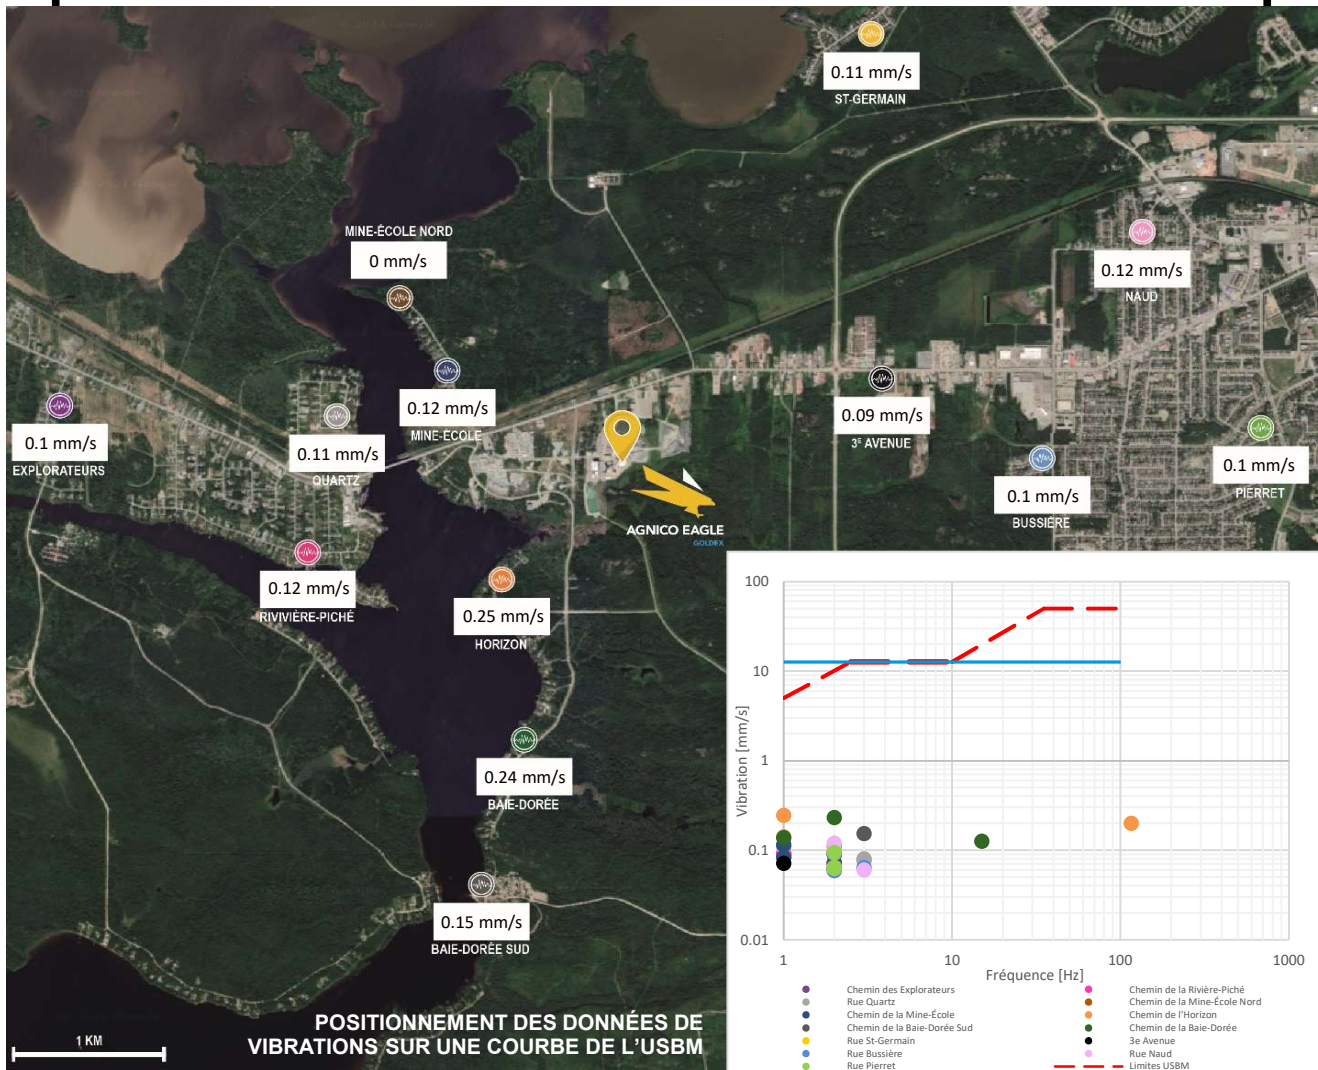 0.11 mm/s
ST-GERMAIN
MINE-ÉCOLE NORD
0 mm/s
0.12 mm/s
NAUD
0.12 mm/s
MINE-ÉCOLE
0.1 mm/s
EXPLORATEURS
0.11 mm/s
QUARTZ
0.09 mm/s
3E AVENUE
0.1 mm/s
PIERRET
0.1 mm/s
BUSSIÈRE
AGNICO EAGLE
GOLDEX
0.12 mm/s
RIVIVIÈRE-PICHÉ
0.25 mm/s
HORIZON
0.24 mm/s
BAIE-DORÉE
0.15 mm/s
BAIE-DORÉE SUD
POSITIONNEMENT DES DONNÉES DE
VIBRATIONS SUR UNE COURBE DE L'USBM
1 KM
Vibration [mm/s]
100
10
1
0.1
0.01
1 10 100 1000
Fréquence [Hz]
Chemin des Explorateurs
Chemin de la Rivière-Piché
Rue Quartz
Chemin de la Mine-École Nord
Chemin de la Mine-École
Chemin de l'Horizon
Chemin de la Baie-Dorée Sud
Chemin de la Baie-Dorée
Rue St-Germain
3e Avenue
Rue Bussière
Rue Naud
Rue Pierret
Limites USBM